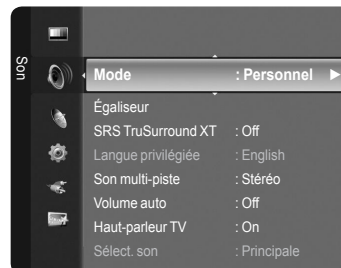 Son
Mode : Personnel
Égaliseur
SRS TruSurround XT : Off
Langue privilégiée : English
Son multi-piste : Stéréo
Volume auto : Off
Haut-parleur TV : On
Sélect. son : Principale